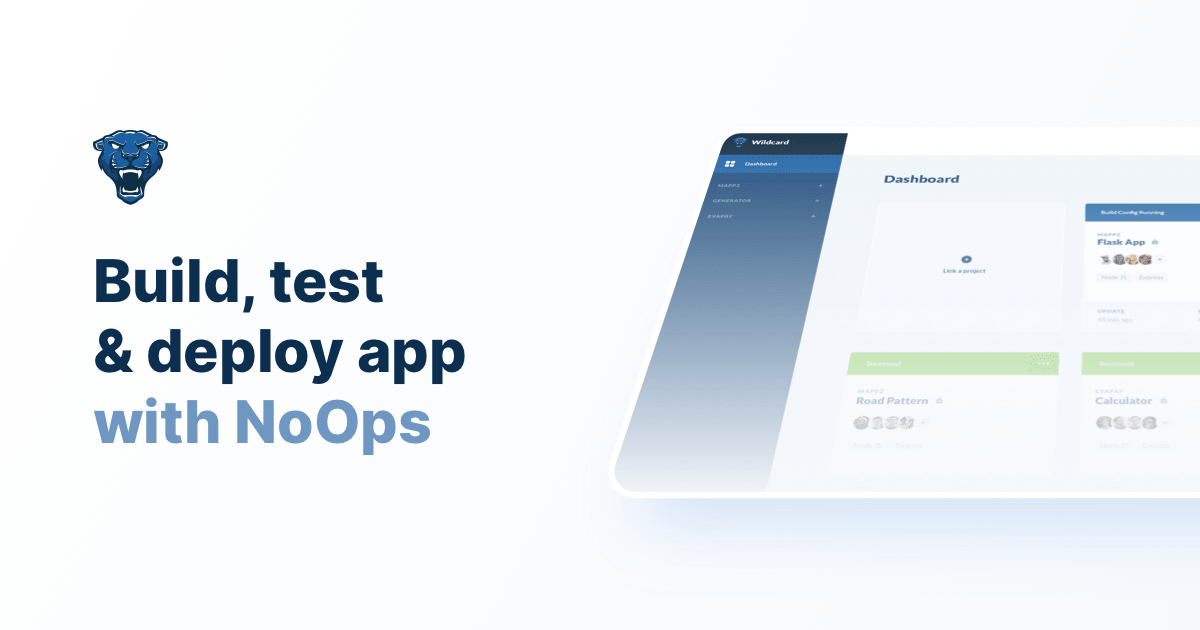 Build, test
& deploy app
with NoOps
Wildcard
Dashboard
MAPPZ
GENERATOR
EVAPAY
Dashboard
Link a project
Build Config Running
MAPPZ
Flask App
Node JS Express
UPDATE
45 min ago
MAPPZ
Road Pattern
Node JS Express
EVAPAY
Calculator
Node JS Express